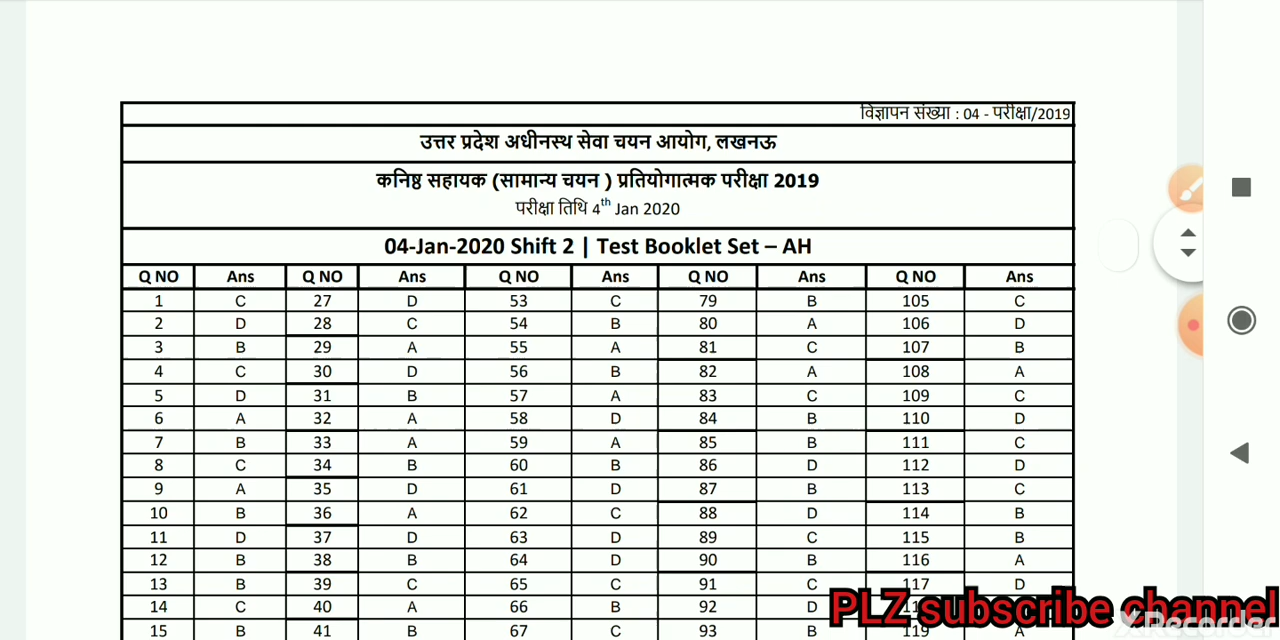 विज्ञापन संख्या : 04 - परीक्षा/2019
उत्तर प्रदेश अधीनस्थ सेवा चयन आयोग, लखनऊ
कनिष्ठ सहायक (सामान्य चयन ) प्रतियोगात्मक परीक्षा 2019
परीक्षा तिथि 4th Jan 2020
04-Jan-2020 Shift 2 | Test Booklet Set – AH
Q NO Ans Q NO Ans Q NO Ans Q NO Ans Q NO Ans
1 C 27 D 53 C 79 B 105 C
2 D 28 C 54 B 80 A 106 D
3 B 29 A 55 A 81 C 107 B
4 C 30 D 56 B 82 A 108 A
5 D 31 B 57 A 83 C 109 C
6 A 32 A 58 D 84 B 110 D
7 B 33 A 59 A 85 B 111 C
8 C 34 B 60 B 86 D 112 D
9 A 35 D 61 D 87 B 113 C
10 B 36 A 62 C 88 D 114 B
11 D 37 D 63 D 89 C 115 B
12 B 38 B 64 D 90 B 116 A
13 B 39 C 65 C 91 C 117 D
14 C 40 A 66 B 92 D
15 B 41 B 67 C 93 B 119 A
PLZ subscribe channel
XRecorder